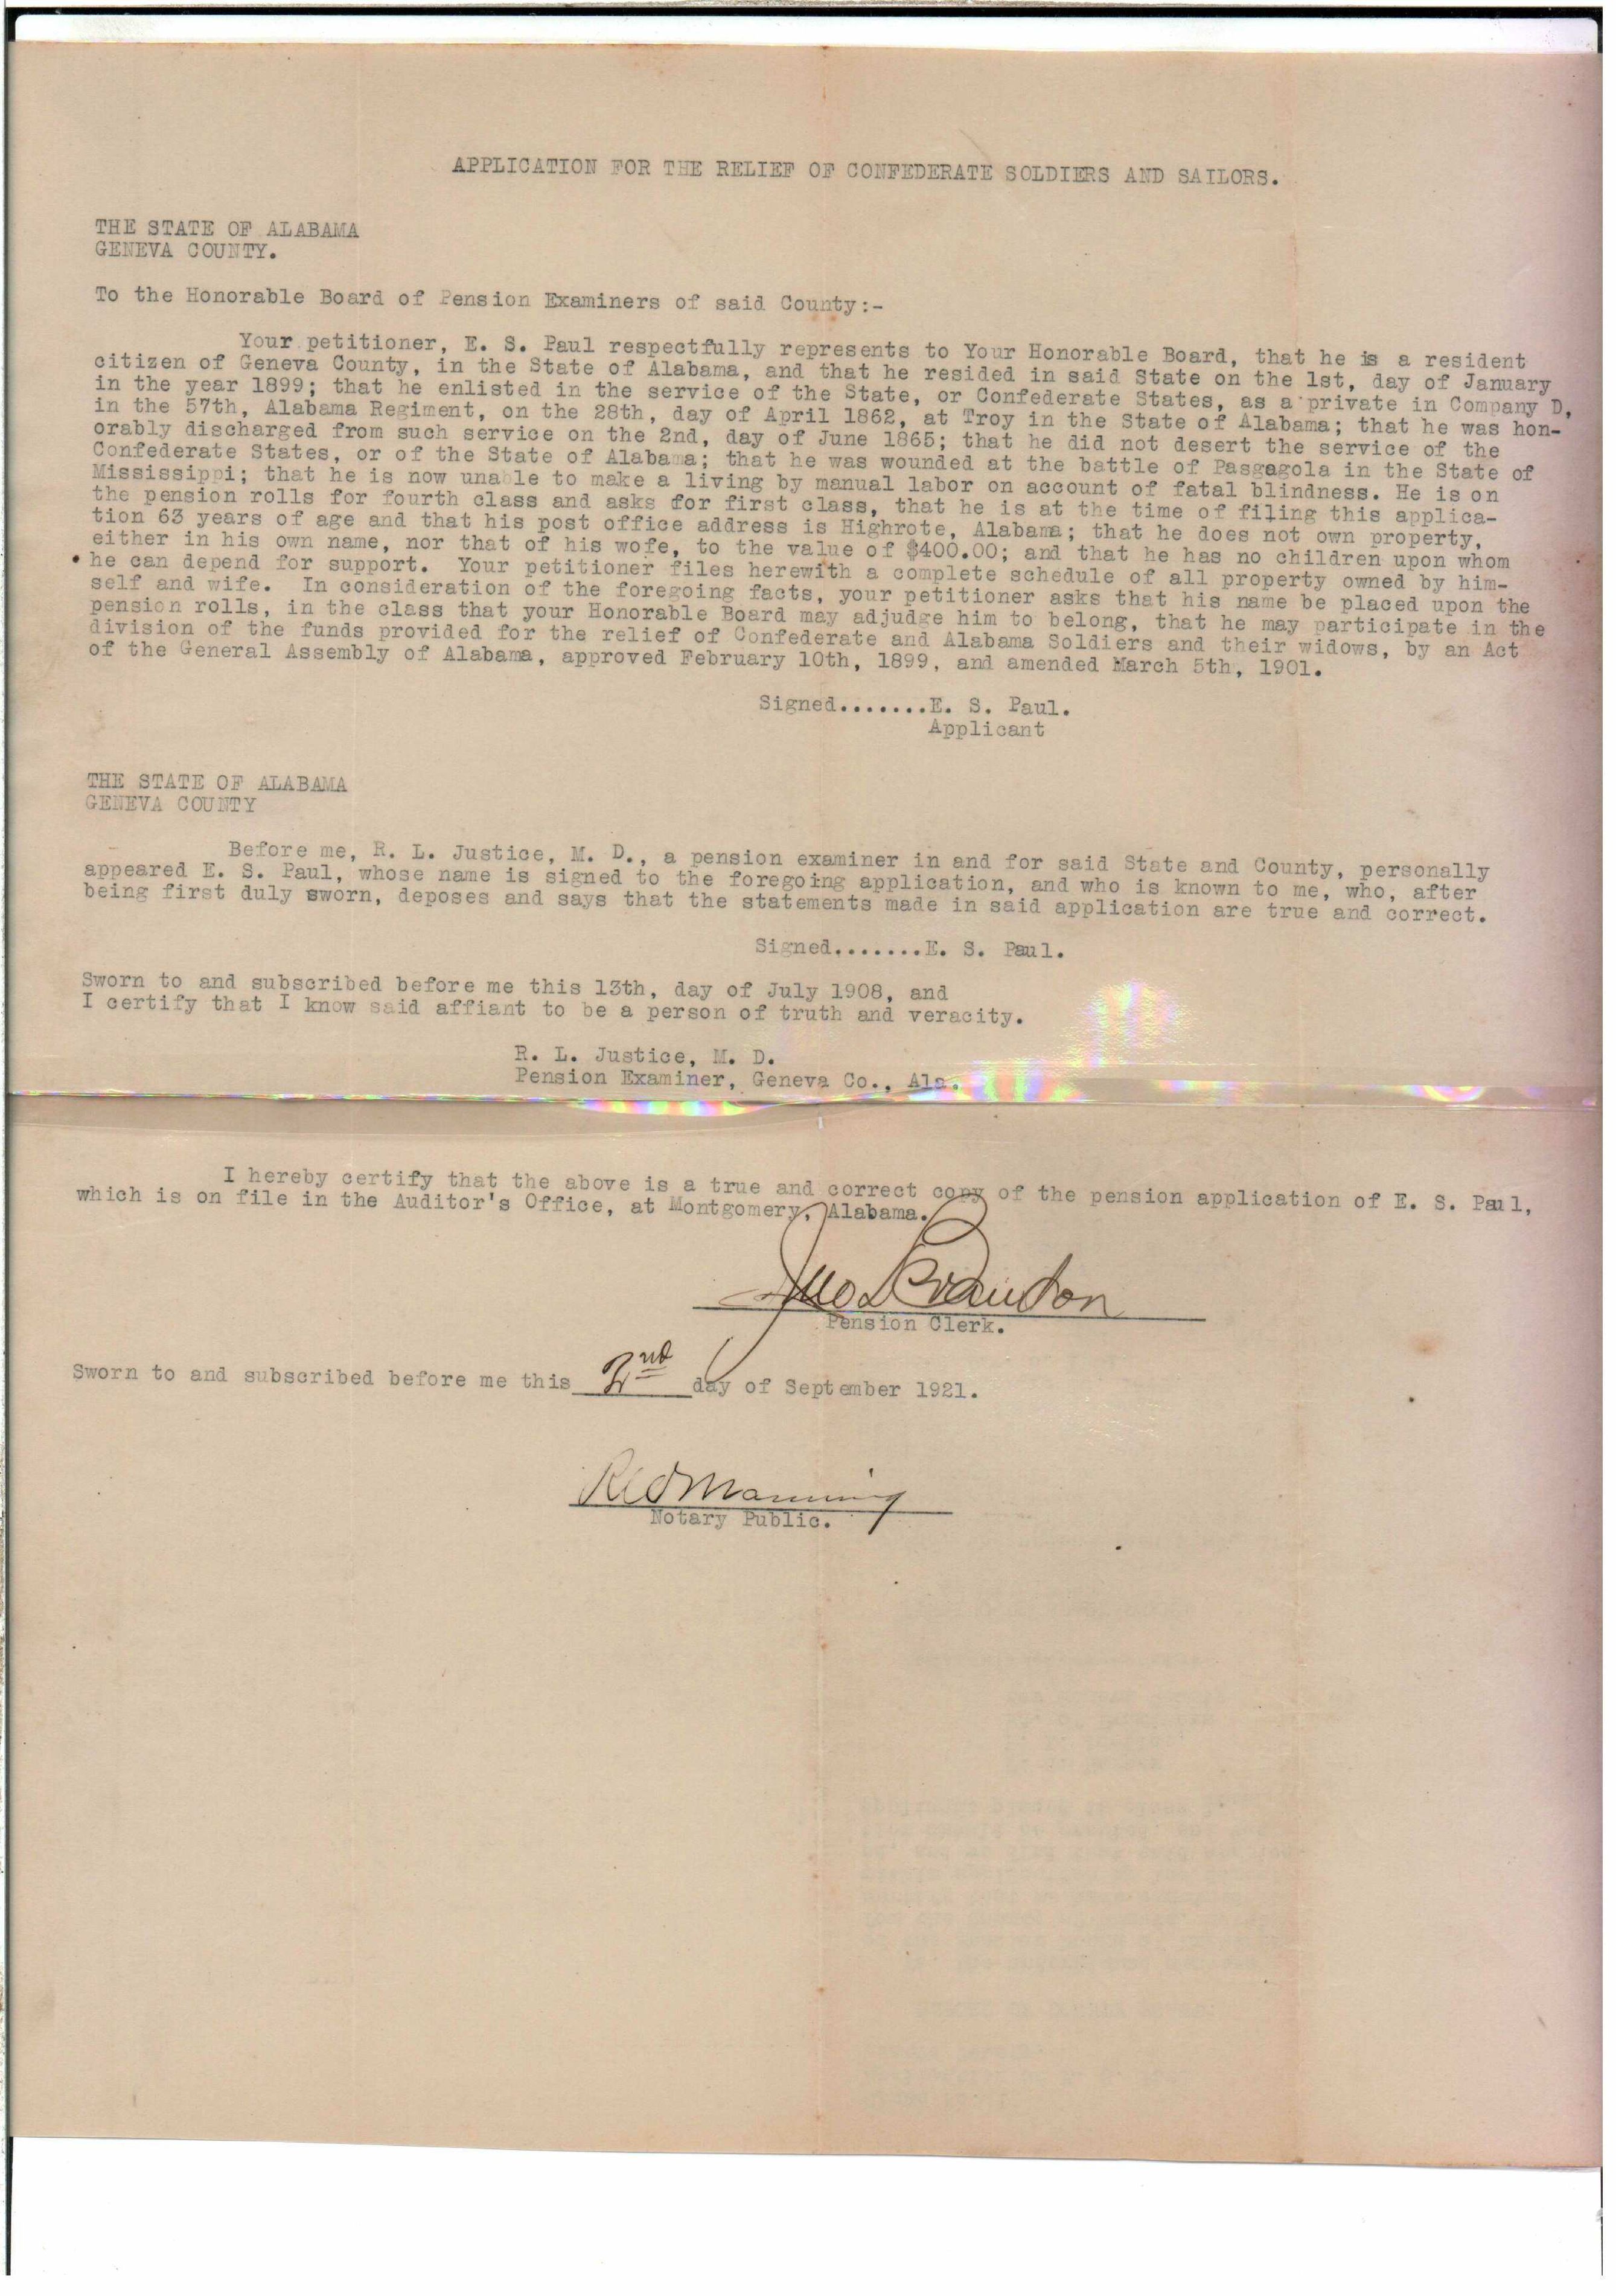 APPLICATION FOR THE RELIEF OF CONFEDERATE SOLDIERS AND SAILORS.
THE STATE OF ALABAMA
GENEVA COUNTY.
To the Honorable Board of Pension Examiners of said County:-
Your petitioner, E. S. Paul respectfully represents to Your Honorable Board, that he is a resident
citizen of Geneva County, in the State of Alabama, and that he resided in said State on the 1st, day of January
in the year 1899; that he enlisted in the service of the State, or Confederate States, as a private in Company D,
in the 57th, Alabama Regiment, on the 28th, day of April 1862, at Troy in the State of Alabama; that he was hon-
orably discharged from such service on the 2nd, day of June 1865; that he did not desert the service of the
Confederate States, or of the State of Alabama; that he was wounded at the battle of Pasgagola in the State of
Mississippi; that he is now unable to make a living by manual labor on account of fatal blindness. He is on
the pension rolls for fourth class and asks for first class, that he is at the time of filing this applica-
tion 63 years of age and that his post office address is Highrote, Alabama; that he does not own property,
either in his own name, nor that of his wofe, to the value of $400.00; and that he has no children upon whom
he can depend for support. Your petitioner files herewith a complete schedule of all property owned by him-
self and wife. In consideration of the foregoing facts, your petitioner asks that his name be placed upon the
pension rolls, in the class that your Honorable Board may adjudge him to belong, that he may participate in the
division of the funds provided for the relief of Confederate and Alabama Soldiers and their widows, by an Act
of the General Assembly of Alabama, approved February 10th, 1899, and amended March 5th, 1901.
Signed.......E. S. Paul.
Applicant
THE STATE OF ALABAMA
GENEVA COUNTY
Before me, R. L. Justice, M. D., a pension examiner in and for said State and County, personally
appeared E. S. Paul, whose name is signed to the foregoing application, and who is known to me, who, after
being first duly sworn, deposes and says that the statements made in said application are true and correct.
Signed.......E. S. Paul.
Sworn to and subscribed before me this 13th, day of July 1908, and
I certify that I know said affiant to be a person of truth and veracity.
R. L. Justice, M. D.
Pension Examiner, Geneva Co., Ala.
I hereby certify that the above is a true and correct copy of the pension application of E. S. Paul,
which is on file in the Auditor's Office, at Montgomery, Alabama.
Jno Brandon
Pension Clerk.
Sworn to and subscribed before me this 2nd day of September 1921.
Manning
Notary Public.